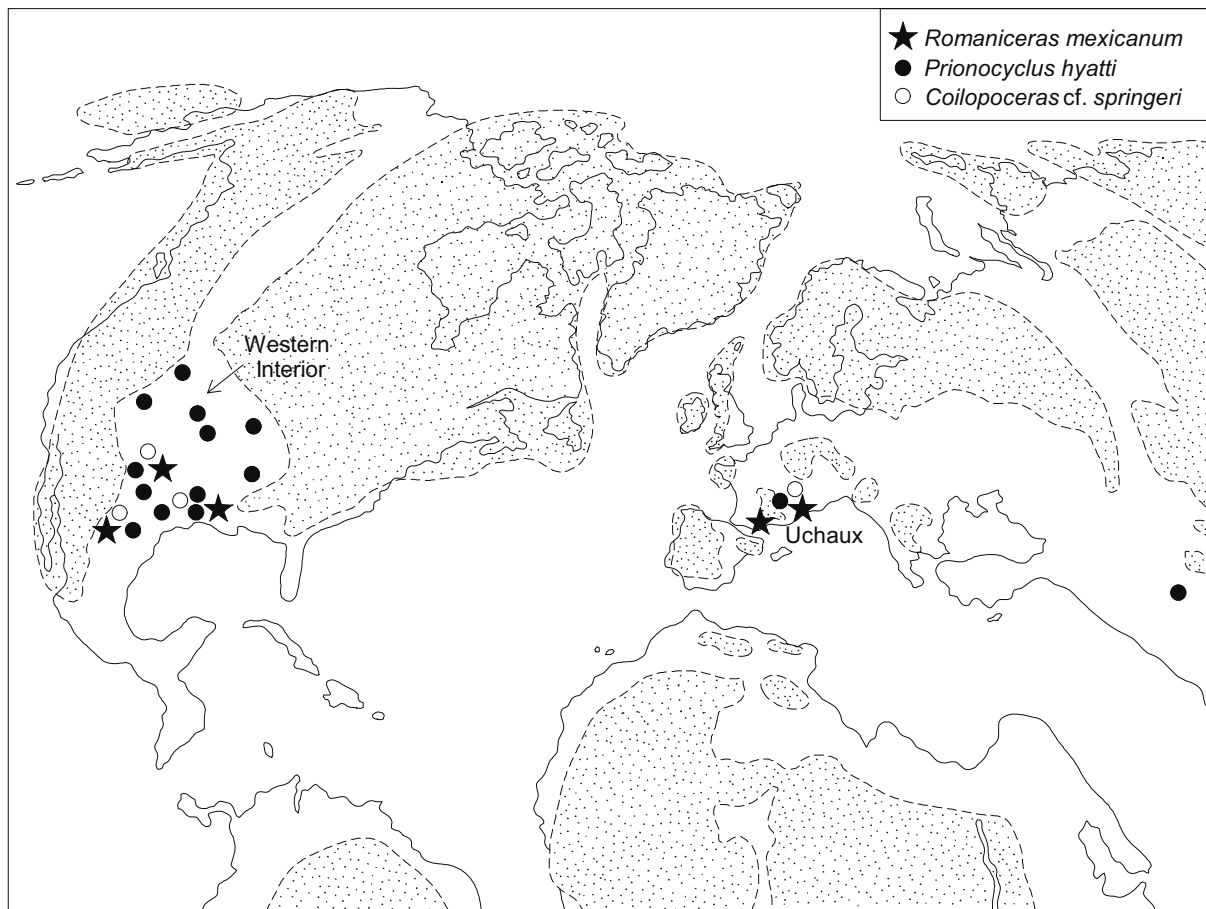 Romaniceras mexicanum
Prionocyclus hyatti
Coilopoceras cf. springeri
Western
Interior
Uchaux